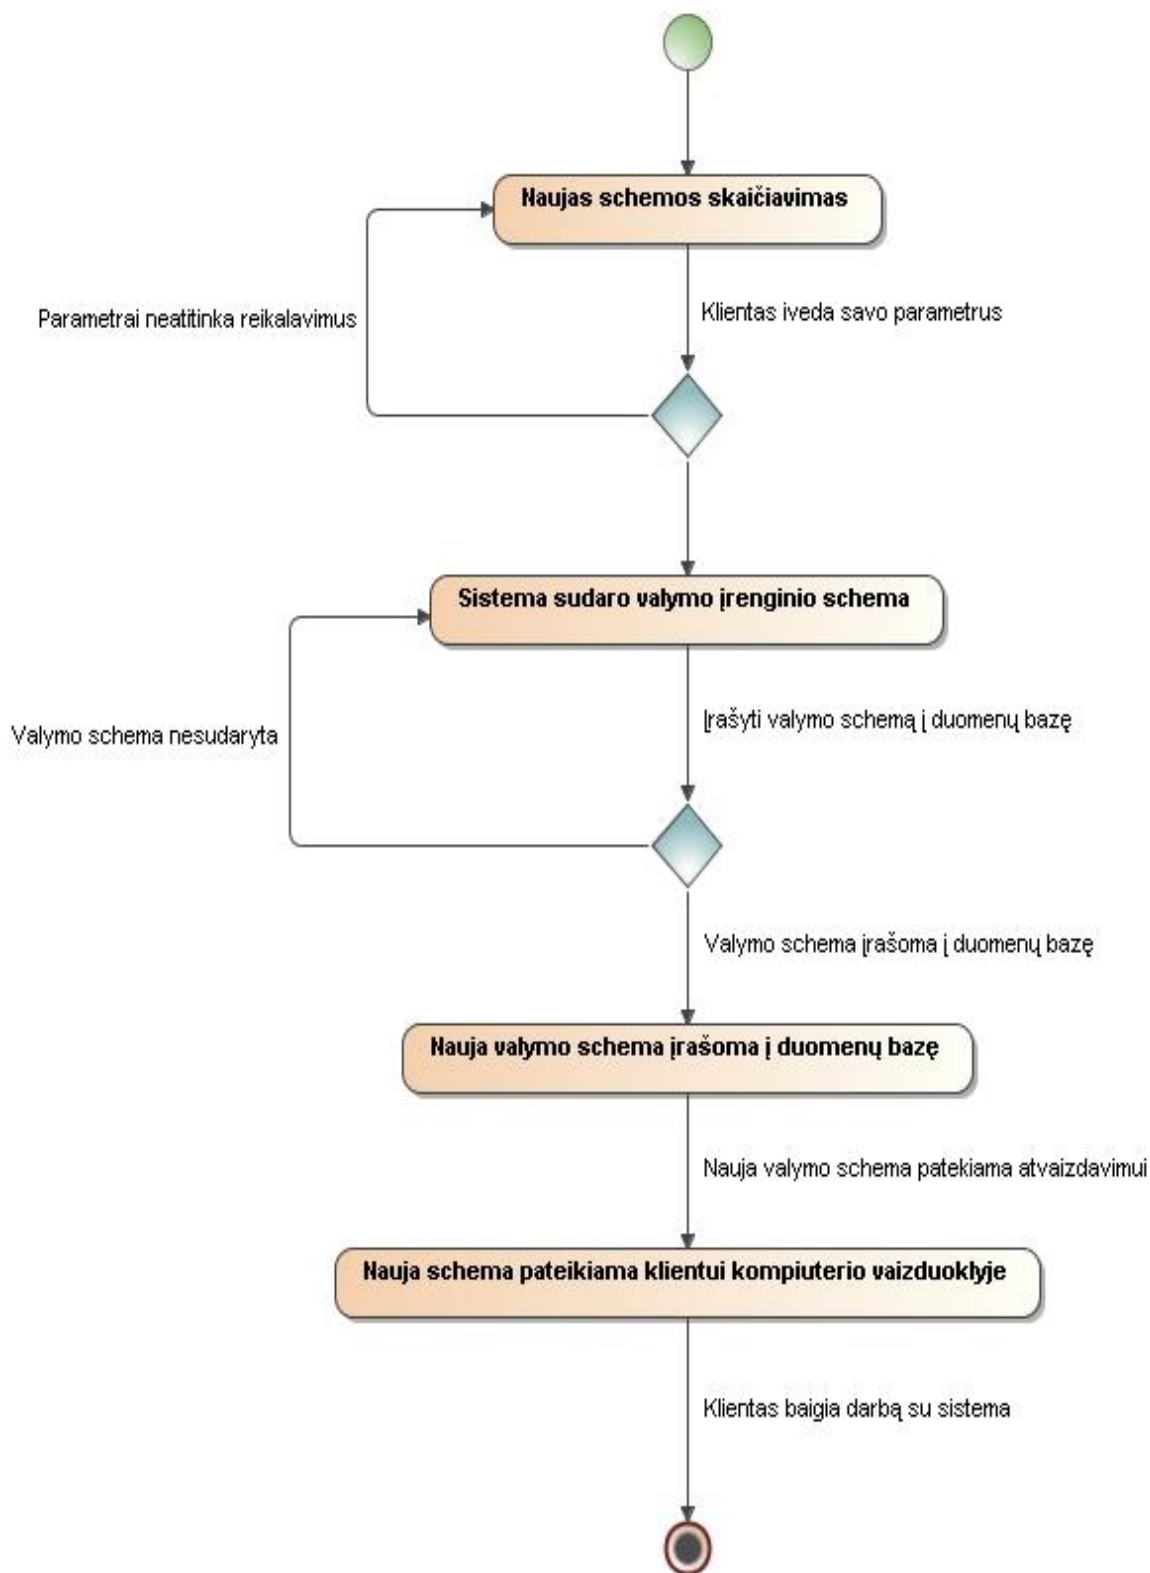 Naujas schemos skaičiavimas
Parametrai neatitinka reikalavimus
Klientas iveda savo parametrus
Sistema sudaro valymo įrenginio schema
Valymo schema nesudaryta
Įrašyti valymo schemą į duomenų bazę
Valymo schema įrašoma į duomenų bazę
Nauja valymo schema įrašoma į duomenų bazę
Nauja valymo schema patekiama atvaizdavimui
Nauja schema pateikiama klientui kompiuterio vaizduoklyje
Klientas baigia darbą su sistema